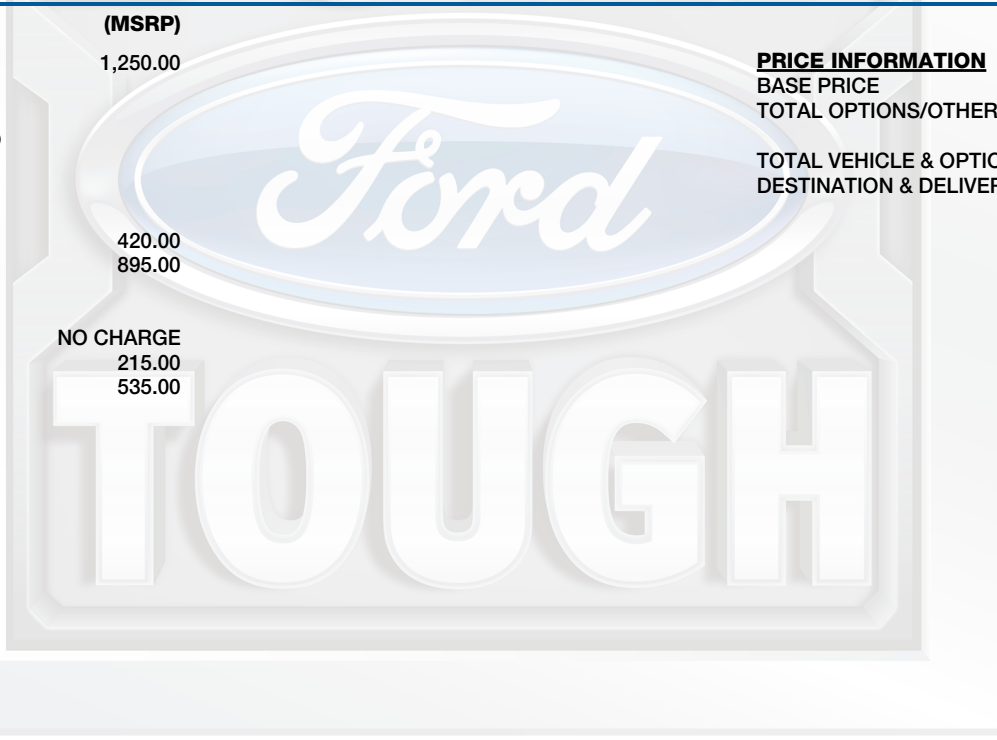 (MSRP)
1,250.00
420.00
895.00
NO CHARGE
215.00
535.00
PRICE INFORMATION
BASE PRICE
TOTAL OPTIONS/OTHER
TOTAL VEHICLE & OPTIO
DESTINATION & DELIVER
Ford
TOUGH